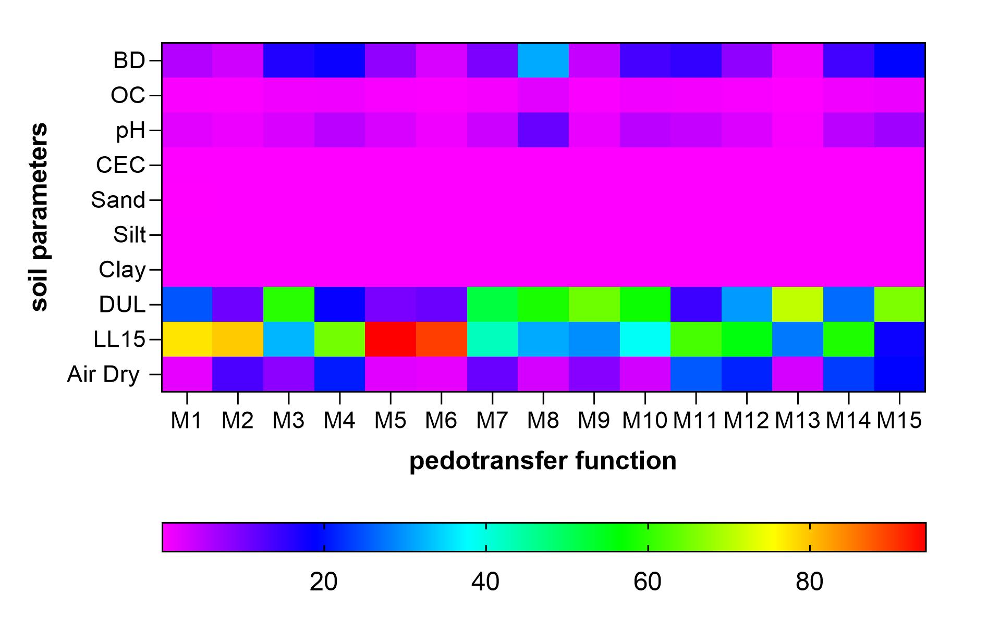 soil parameters
BD
OC
pH
CEC
Sand
Silt
Clay
DUL
LL15
Air Dry
M1 M2 M3 M4 M5 M6 M7 M8 M9 M10 M11 M12 M13 M14 M15
pedotransfer function
20 40 60 80